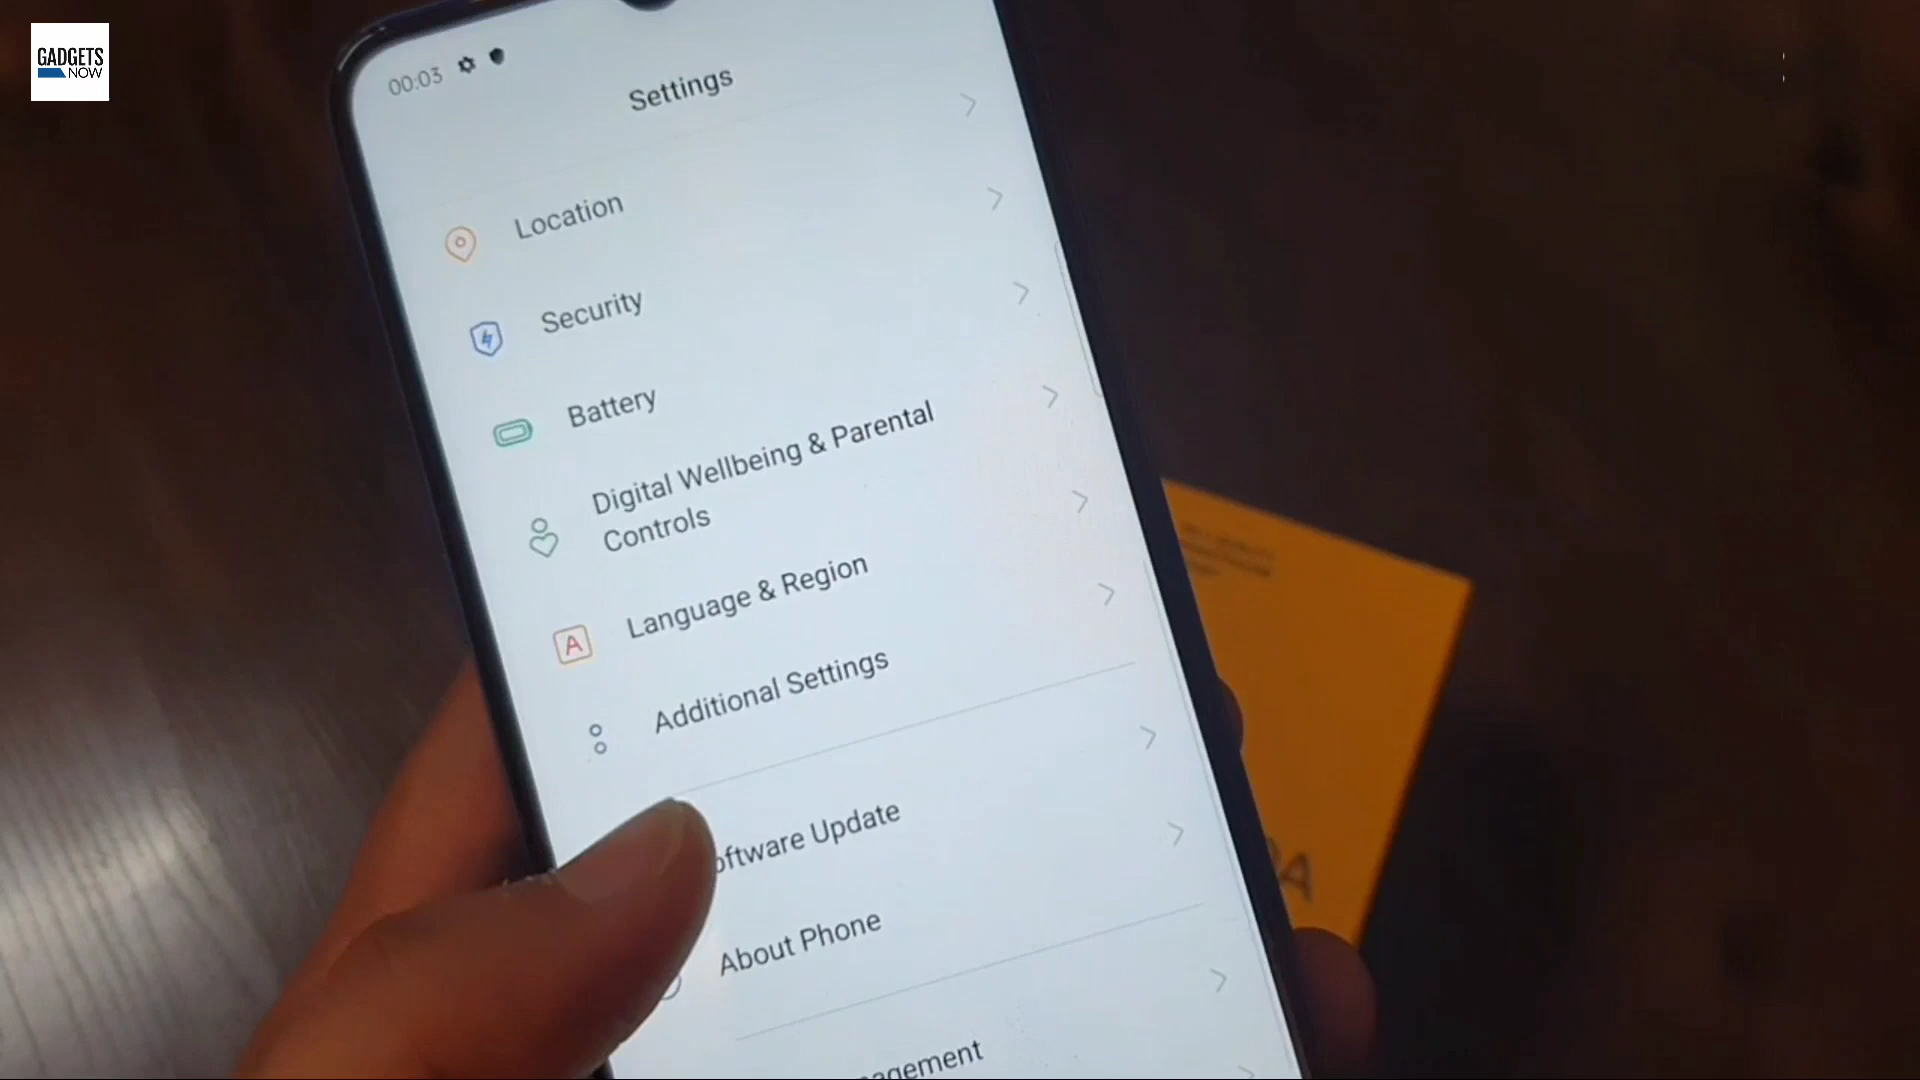 GADGETS
NOW
00:03
Settings
Location
Security
Battery
Digital Wellbeing & Parental
Controls
Language & Region
A
Additional Settings
oftware Update
About Phone
agement